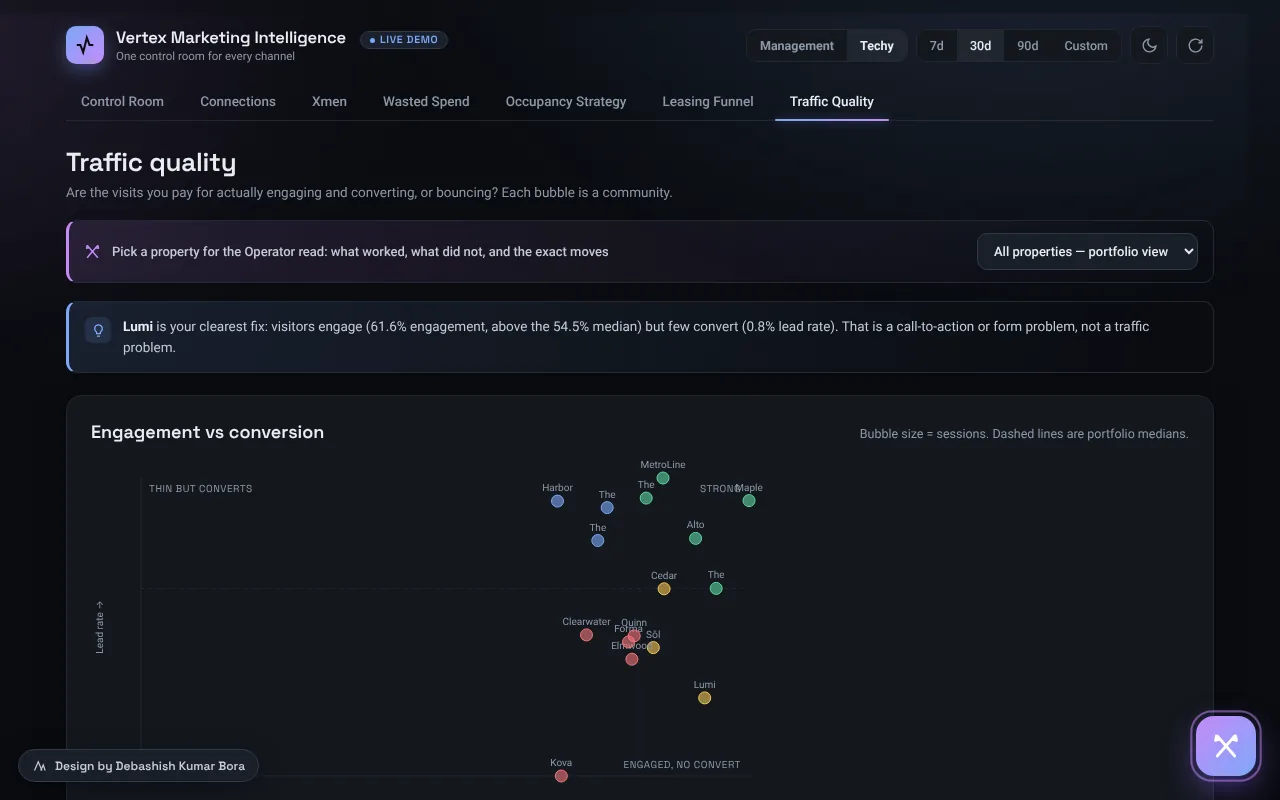 Vertex Marketing Intelligence
LIVE DEMO
One control room for every channel
Management
Techy
7d
30d
90d
Custom
Control Room
Connections
Xmen
Wasted Spend
Occupancy Strategy
Leasing Funnel
Traffic Quality
Traffic quality
Are the visits you pay for actually engaging and converting, or bouncing? Each bubble is a community.
Pick a property for the Operator read: what worked, what did not, and the exact moves
All properties — portfolio view
Lumi is your clearest fix: visitors engage (61.6% engagement, above the 54.5% median) but few convert (0.8% lead rate). That is a call-to-action or form problem, not a traffic
problem.
Engagement vs conversion
Bubble size = sessions. Dashed lines are portfolio medians.
MetroLine
THIN BUT CONVERTS
Harbor
The
The
STRONG
Maple
The
Alto
Cedar
The
Lead rate →
Clearwater
Quinn
Forma
Sōl
Elmwood
Lumi
Kova
ENGAGED, NO CONVERT
Design by Debashish Kumar Bora